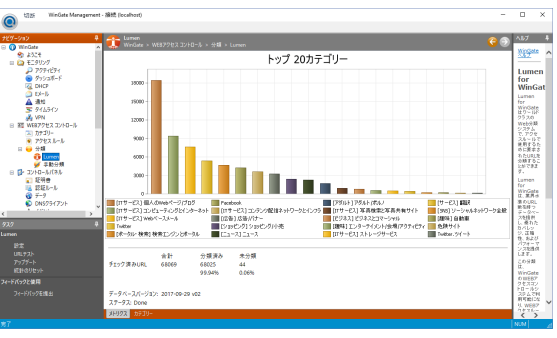 切断
WinGate Management - 接続 (localhost)
ナビゲーション
WinGate
ようこそ
モニタリング
アクティビティ
ダッシュボード
DHCP
Eメール
通知
タイムライン
VPN
WEBアクセス コントロール
カテゴリー
アクセスルール
分類
Lumen
手動分類
コントロールパネル
証明書
認証ルール
データ
DNSクライアント
タスク
Lumen
設定
URLテスト
アップデート
統計のリセット
フィードバックと使用
フィードバックを提出
Lumen
WinGate > WEBアクセス コントロール > 分類 > Lumen
トップ 20カテゴリー
18000
15000
12000
9000
6000
3000
0
[ITサービス] 個人のWebページ/ブログ
Facebook
[アダルト] アダルト/ポルノ
[サービス] 翻訳
[ITサービス] コンピューティングとインターネット
[ITサービス] コンテンツ配信ネットワークとインフラ
[ITサービス] 写真検索と写真共有サイト
[SNS] ソーシャルネットワーク全般
[ITサービス] Webベースメール
[広告] 広告/バナー
[ビジネス] ビジネスとコマーシャル
[趣味] 自動車
Twitter
[ショッピング] ショッピング/小売
[趣味] エンターテイメント/会場/アクティビティ
危険サイト
[ポータル・検索] 検索エンジンとポータル
[ニュース] ニュース
[ITサービス] ストレージサービス
Twitter.ツイート
合計
分類済み
未分類
チェック済みURL
68069
68025
44
99.94%
0.06%
データベースバージョン: 2017-09-29 v02
ステータス: Done
メトリクス
カテゴリー
ヘルプ
WinGate
ヘルプ
Lumen
for
WinGat
Lumen
for
WinGate
Lumen
for
WinGate
WinGate
完了
NUM